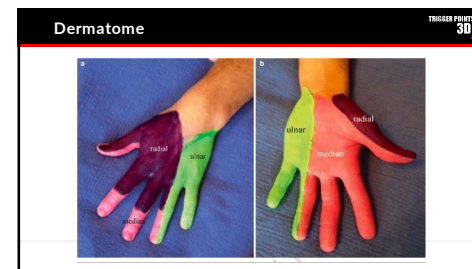 Dermatome
TRIGGER POINTS
3D
a
radial
ulnar
median
b
ulnar
median
radial